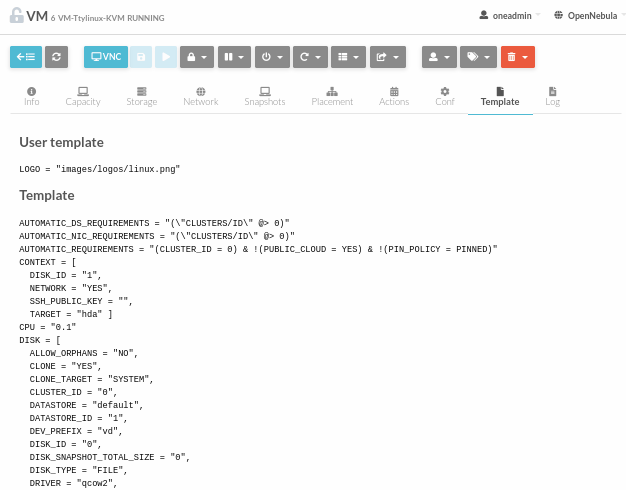 VM 6 VM-Ttylinux-KVM RUNNING
oneadmin
OpenNebula
VNC
Info
Capacity
Storage
Network
Snapshots
Placement
Actions
Conf
Template
Log
User template
LOGO = "images/logos/linux.png"
Template
AUTOMATIC_DS_REQUIREMENTS = "(\"CLUSTERS/ID\" @> 0)"
AUTOMATIC_NIC_REQUIREMENTS = "(\"CLUSTERS/ID\" @> 0)"
AUTOMATIC_REQUIREMENTS = "(CLUSTER_ID = 0) & !(PUBLIC_CLOUD = YES) & !(PIN_POLICY = PINNED)"
CONTEXT = [
DISK_ID = "1",
NETWORK = "YES",
SSH_PUBLIC_KEY = "",
TARGET = "hda" ]
CPU = "0.1"
DISK = [
ALLOW_ORPHANS = "NO",
CLONE = "YES",
CLONE_TARGET = "SYSTEM",
CLUSTER_ID = "0",
DATASTORE = "default",
DATASTORE_ID = "1",
DEV_PREFIX = "vd",
DISK_ID = "0",
DISK_SNAPSHOT_TOTAL_SIZE = "0",
DISK_TYPE = "FILE",
DRIVER = "qcow2",